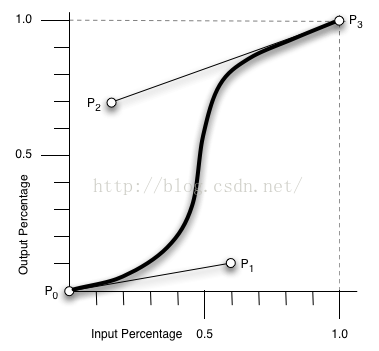 1.0
P3
P2
0.5
http://blog.csdn.net/
Output Percentage
P1
P0
Input Percentage 0.5 1.0